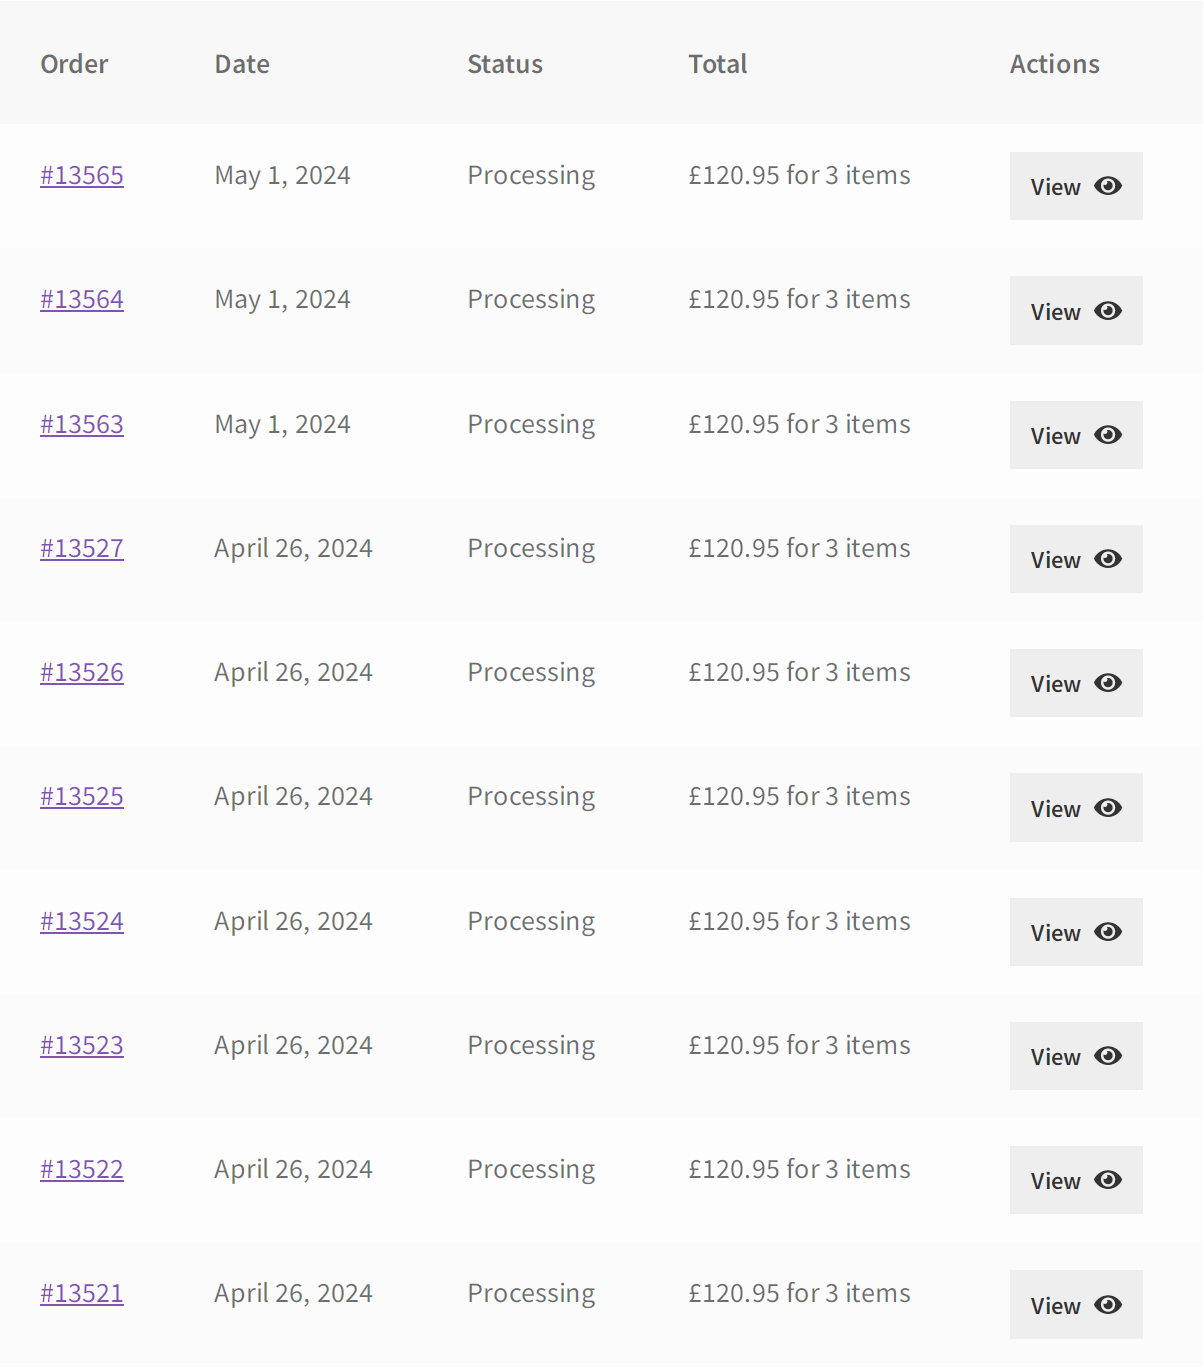 Order Date Status Total Actions
#13565 May 1, 2024 Processing £120.95 for 3 items View
#13564 May 1, 2024 Processing £120.95 for 3 items View
#13563 May 1, 2024 Processing £120.95 for 3 items View
#13527 April 26, 2024 Processing £120.95 for 3 items View
#13526 April 26, 2024 Processing £120.95 for 3 items View
#13525 April 26, 2024 Processing £120.95 for 3 items View
#13524 April 26, 2024 Processing £120.95 for 3 items View
#13523 April 26, 2024 Processing £120.95 for 3 items View
#13522 April 26, 2024 Processing £120.95 for 3 items View
#13521 April 26, 2024 Processing £120.95 for 3 items View